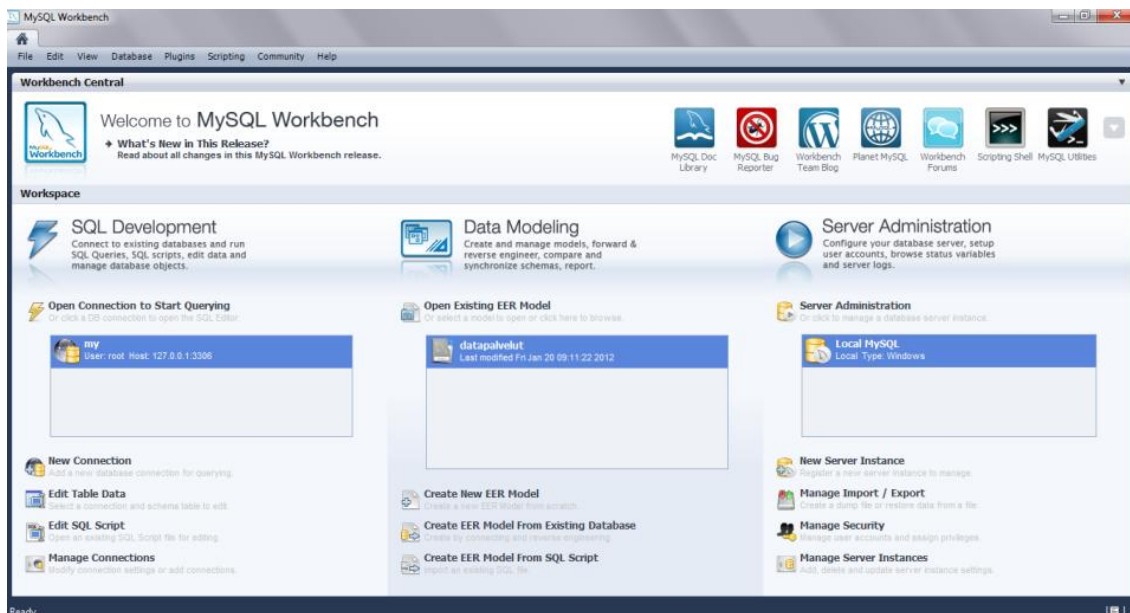 MySQL Workbench
File Edit View Database Plugins Scripting Community Help
Workbench Central
MySQL
Workbench
Welcome to MySQL Workbench
What's New in This Release?
Read about all changes in this MySQL Workbench release.
MySQL Doc
Library
MySQL Bug
Reporter
Workbench
Team Blog
Planet MySQL
Workbench
Forums
Scripting Shell
MySQL Utilities
Workspace
SQL Development
Connect to existing databases and run
SQL Queries, SQL scripts, edit data and
manage database objects.
Open Connection to Start Querying
Or click a DB connection to open the SQL Editor.
my
User: root Host: 127.0.0.1:3306
New Connection
Add a new database connection for querying.
Edit Table Data
Select a connection and schema table to edit.
Edit SQL Script
Open an existing SQL Script file for editing.
Manage Connections
Modify connection settings or add connections.
Data Modeling
Create and manage models, forward &
reverse engineer, compare and
synchronize schemas, report.
Open Existing EER Model
Or select a model to open or click here to browse.
datapalvelut
Last modified Fri Jan 20 09:11:22 2012
Create New EER Model
Create a new EER Model from scratch.
Create EER Model From Existing Database
Create by connecting and reverse engineering.
Create EER Model From SQL Script
Import an existing SQL file.
Server Administration
Configure your database server, setup
user accounts, browse status variables
and server logs.
Server Administration
Or click to manage a database server instance.
Local MySQL
Local Type: Windows
New Server Instance
Register a new server instance to manage.
Manage Import / Export
Create a dump file or restore data from a file.
Manage Security
Manage user accounts and assign privileges.
Manage Server Instances
Add, delete and update server instance settings.
Ready